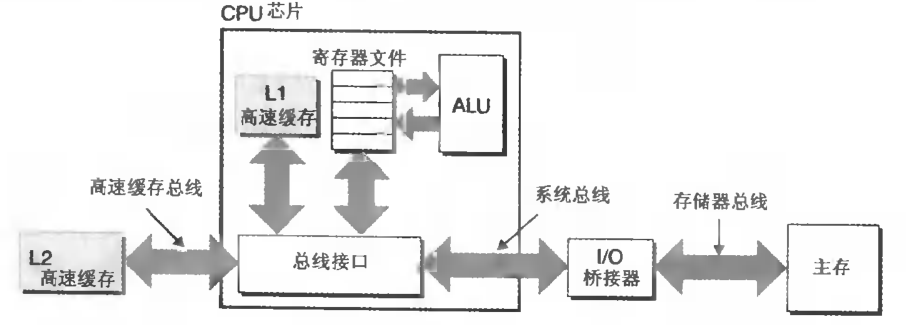 CPU 芯片
寄存器文件
L1
高速缓存
ALU
高速缓存总线
系统总线
存储器总线
L2
高速缓存
总线接口
I/O
桥接器
主存